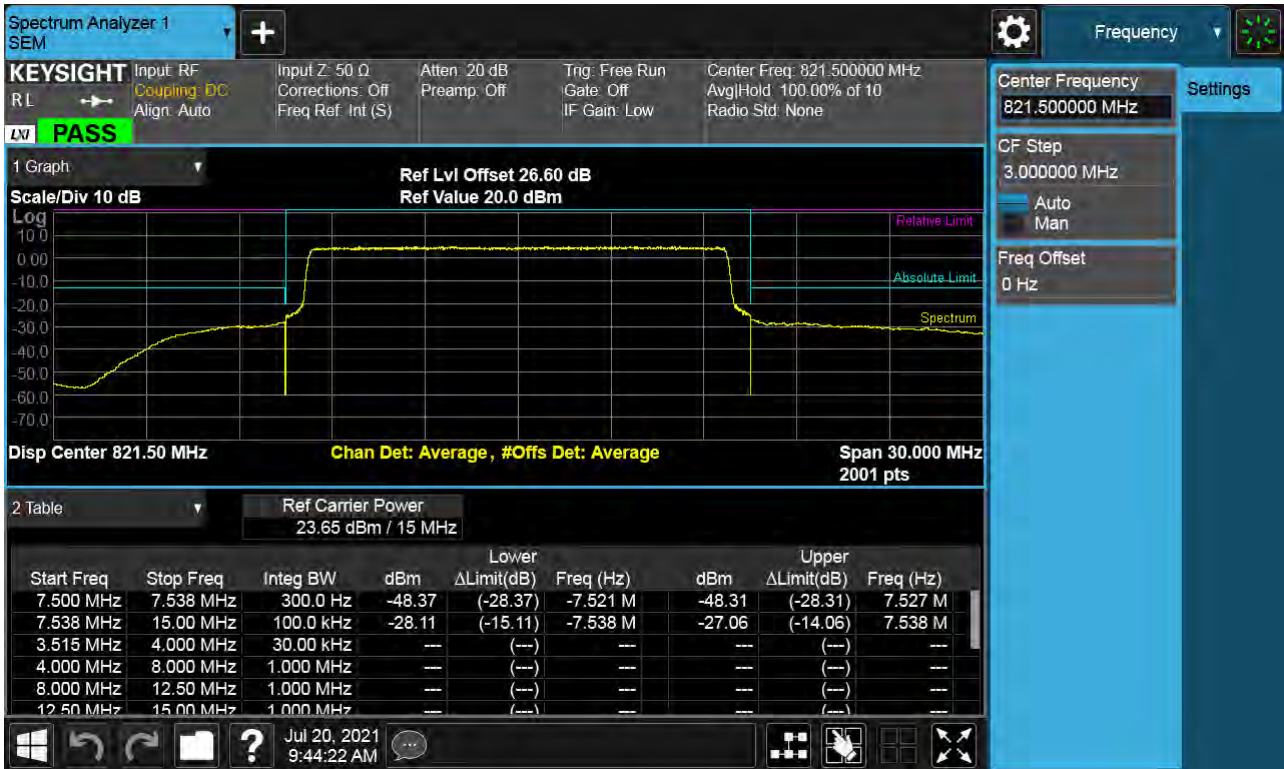 Spectrum Analyzer 1
SEM
+
Frequency
KEYSIGHT
RL
LXI
PASS
Input: RF
Coupling: DC
Align: Auto
Input Z: 50 Ω
Corrections: Off
Freq Ref: Int (S)
Atten: 20 dB
Preamp: Off
Trig: Free Run
Gate: Off
IF Gain: Low
Center Freq: 821.500000 MHz
Avg|Hold: 100.00% of 10
Radio Std: None
Center Frequency
821.500000 MHz
Settings
CF Step
3.000000 MHz
Auto
Man
Freq Offset
0 Hz
1 Graph
Scale/Div 10 dB
Ref Lvl Offset 26.60 dB
Ref Value 20.0 dBm
Log
10.0
0.00
-10.0
-20.0
-30.0
-40.0
-50.0
-60.0
-70.0
Relative Limit
Absolute Limit
Spectrum
Disp Center 821.50 MHz
Chan Det: Average, #Offs Det: Average
Span 30.000 MHz
2001 pts
2 Table
Ref Carrier Power
23.65 dBm / 15 MHz
Lower Upper
Start Freq Stop Freq Integ BW dBm ΔLimit(dB) Freq (Hz) dBm ΔLimit(dB) Freq (Hz)
7.500 MHz 7.538 MHz 300.0 Hz -48.37 (-28.37) -7.521 M -48.31 (-28.31) 7.527 M
7.538 MHz 15.00 MHz 100.0 kHz -28.11 (-15.11) -7.538 M -27.06 (-14.06) 7.538 M
3.515 MHz 4.000 MHz 30.00 kHz --- (---) --- --- (---) ---
4.000 MHz 8.000 MHz 1.000 MHz --- (---) --- --- (---) ---
8.000 MHz 12.50 MHz 1.000 MHz --- (---) --- --- (---) ---
12.50 MHz 15.00 MHz 1.000 MHz --- (---) --- --- (---) ---
?
Jul 20, 2021
9:44:22 AM